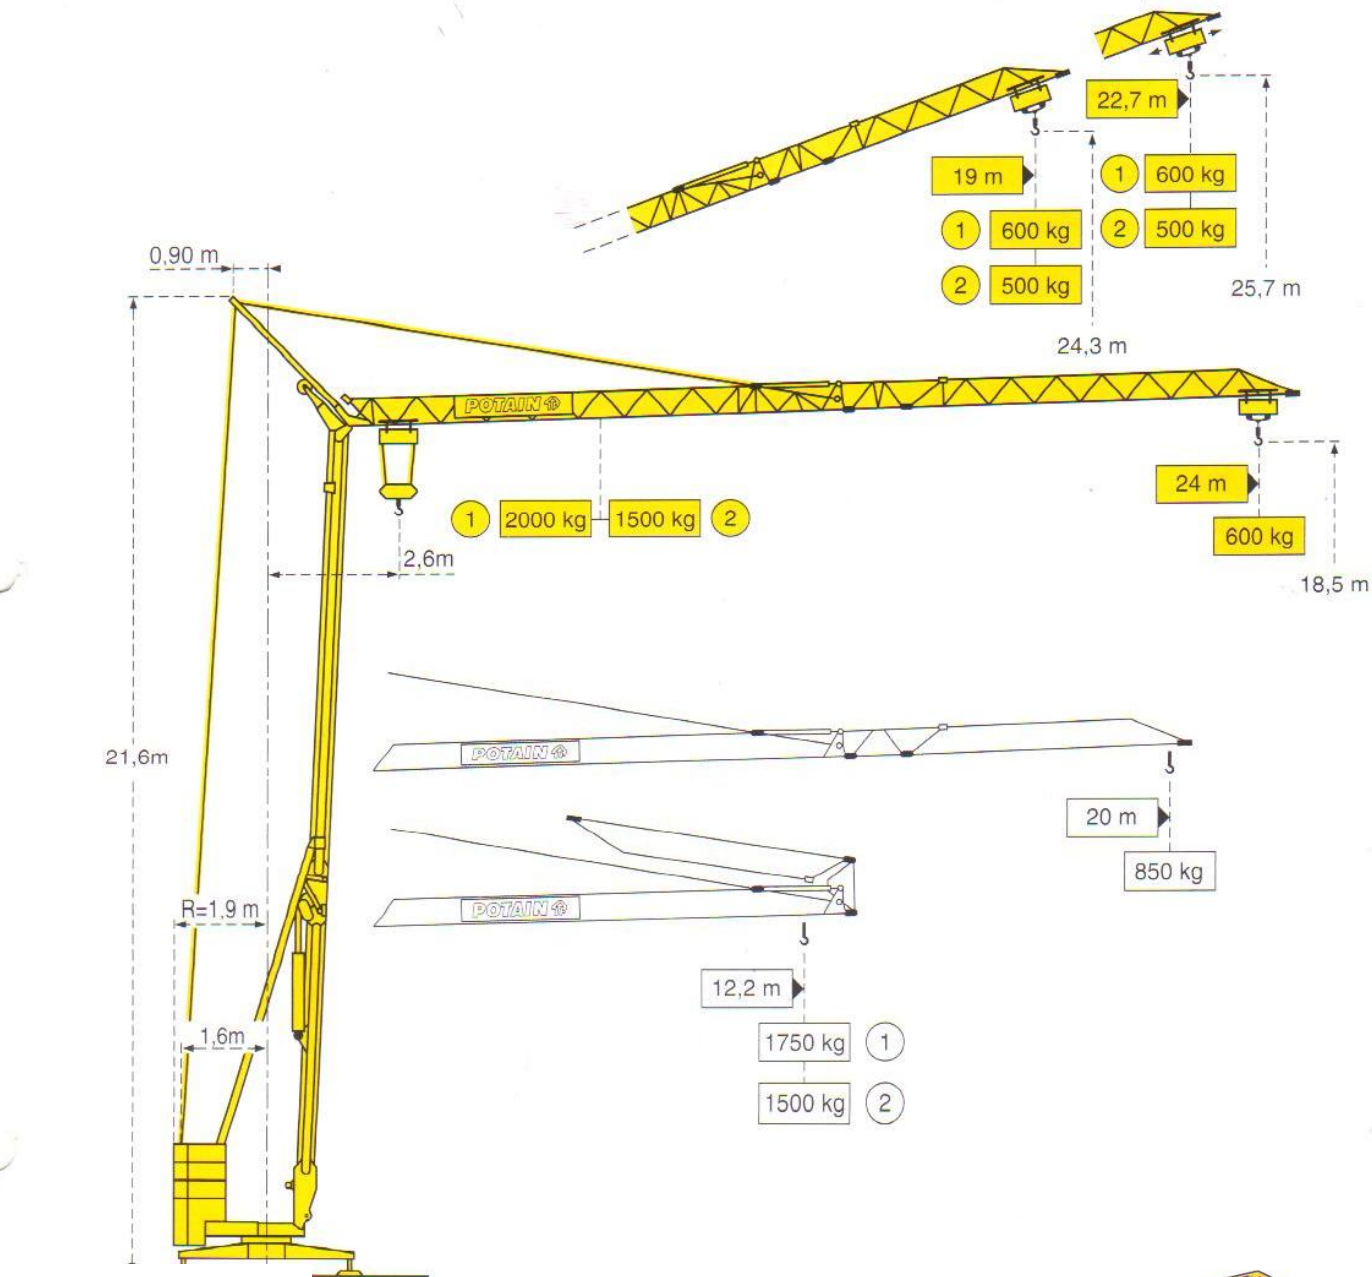 22,7 m
19 m
1 600 kg
2 500 kg
1 600 kg
2 500 kg
25,7 m
24,3 m
0,90 m
POTAIN
24 m
1 2000 kg 1500 kg 2
600 kg
2,6m
18,5 m
POTAIN
21,6m
20 m
850 kg
R=1,9 m
POTAIN
12,2 m
1,6m
1750 kg 1
1500 kg 2